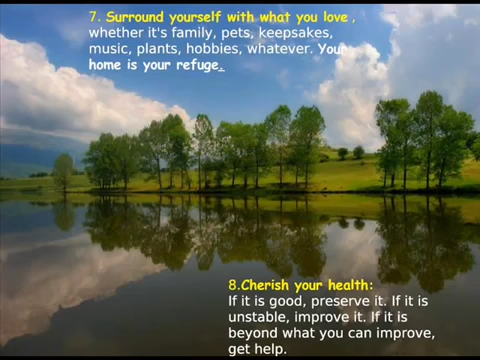 7. Surround yourself with what you love ,
whether it's family, pets, keepsakes,
music, plants, hobbies, whatever. Your
home is your refuge.
8.Cherish your health:
If it is good, preserve it. If it is
unstable, improve it. If it is
beyond what you can improve,
get help.